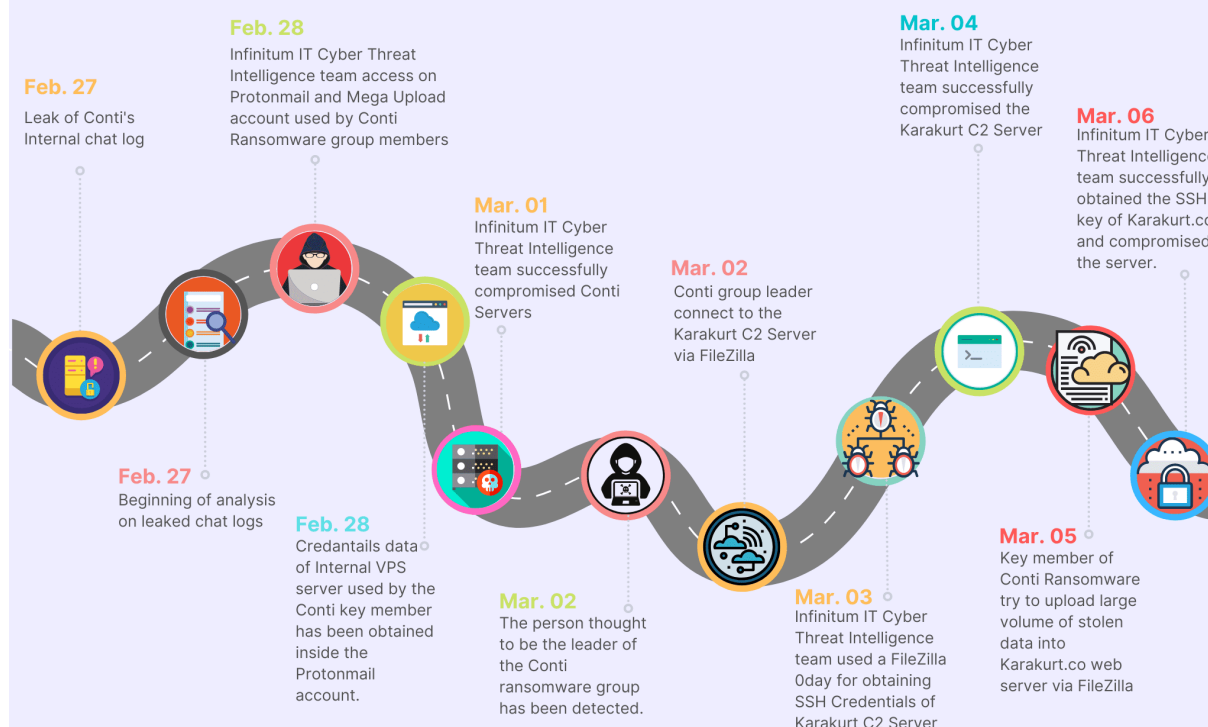 Feb. 27
Leak of Conti's
Internal chat log
Feb. 27
Beginning of analysis
on leaked chat logs
Feb. 28
Infinitum IT Cyber Threat
Intelligence team access on
Protonmail and Mega Upload
account used by Conti
Ransomware group members
Feb. 28
Credantails data
of Internal VPS
server used by the
Conti key member
has been obtained
inside the
Protonmail
account.
Mar. 01
Infinitum IT Cyber
Threat Intelligence
team successfully
compromised Conti
Servers
Mar. 02
The person thought
to be the leader of
the Conti
ransomware group
has been detected.
Mar. 02
Conti group leader
connect to the
Karakurt C2 Server
via FileZilla
Mar. 03
Infinitum IT Cyber
Threat Intelligence
team used a FileZilla
0day for obtaining
SSH Credentials of
Karakurt C2 Server
Mar. 04
Infinitum IT Cyber
Threat Intelligence
team successfully
compromised the
Karakurt C2 Server
Mar. 05
Key member of
Conti Ransomware
try to upload large
volume of stolen
data into
Karakurt.co web
server via FileZilla
Mar. 06
Infinitum IT Cyber
Threat Intelligence
team successfully
obtained the SSH
key of Karakurt.co
and compromised
the server.